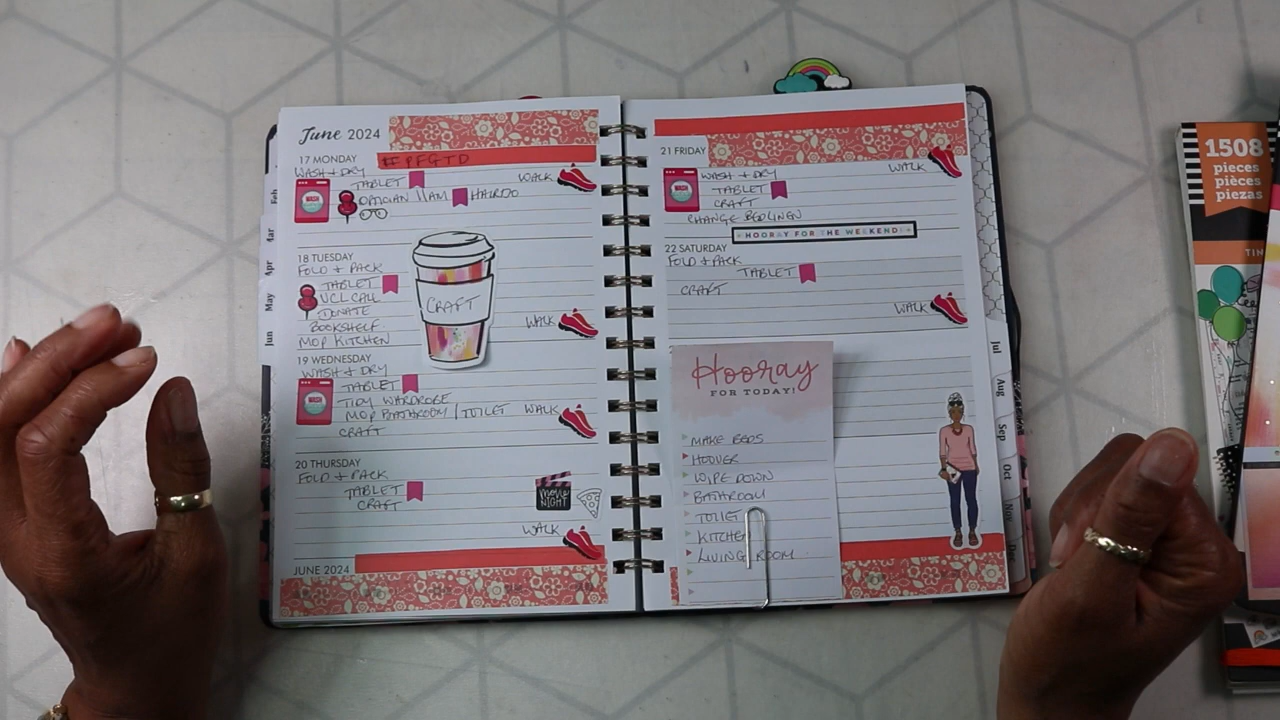 June 2024
#PFGTD
17 MONDAY
WASH + DRY
WALK
TABLET
WASH
OPTICIAN 11AM
HAIRDO
18 TUESDAY
FOLD + PACK
TABLET
UCL CALL
DONATE
BOOKSHELF
MOP KITCHEN
WALK
CRAFT
19 WEDNESDAY
WASH + DRY
TABLET
WASH
TIDY WARDROBE
MOP BATHROOM / TOILET
WALK
CRAFT
20 THURSDAY
FOLD + PACK
TABLET
CRAFT
movie
NIGHT
WALK
JUNE 2024
21 FRIDAY
WALK
WASH + DRY
TABLET
WASH
CRAFT
CHANGE BEDLINEN
HOORAY FOR THE WEEKEND!
22 SATURDAY
FOLD + PACK
TABLET
CRAFT
WALK
Hooray
FOR TODAY!
MAKE BEDS
HOOVER
WIPE DOWN
BATHROOM
TOILET
KITCHEN
LIVING ROOM
Feb
Mar
Apr
May
Jun
Jul
Aug
Sep
Oct
Nov
1508
pieces
pièces
piezas